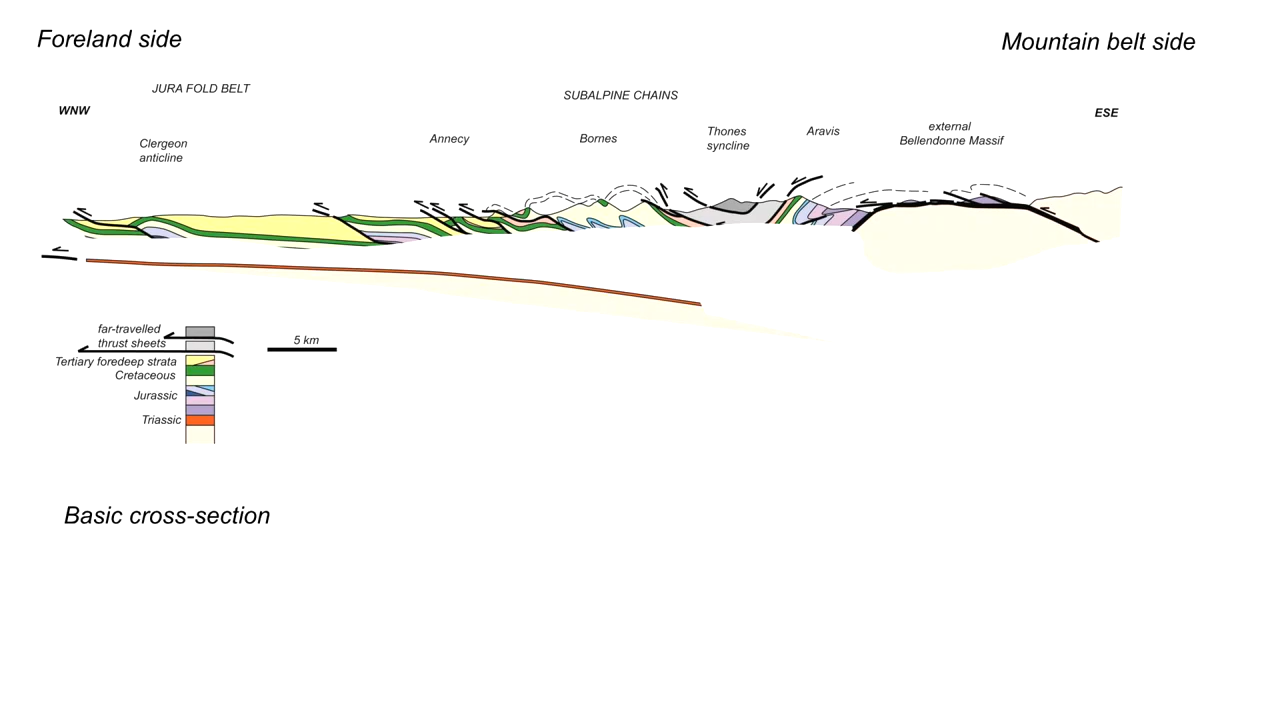 Foreland side
Mountain belt side
JURA FOLD BELT
SUBALPINE CHAINS
WNW
ESE
Clergeon
anticline
Annecy
Bornes
Thones
syncline
Aravis
external
Bellendonne Massif
far-travelled
thrust sheets
5 km
Tertiary foredeep strata
Cretaceous
Jurassic
Triassic
Basic cross-section